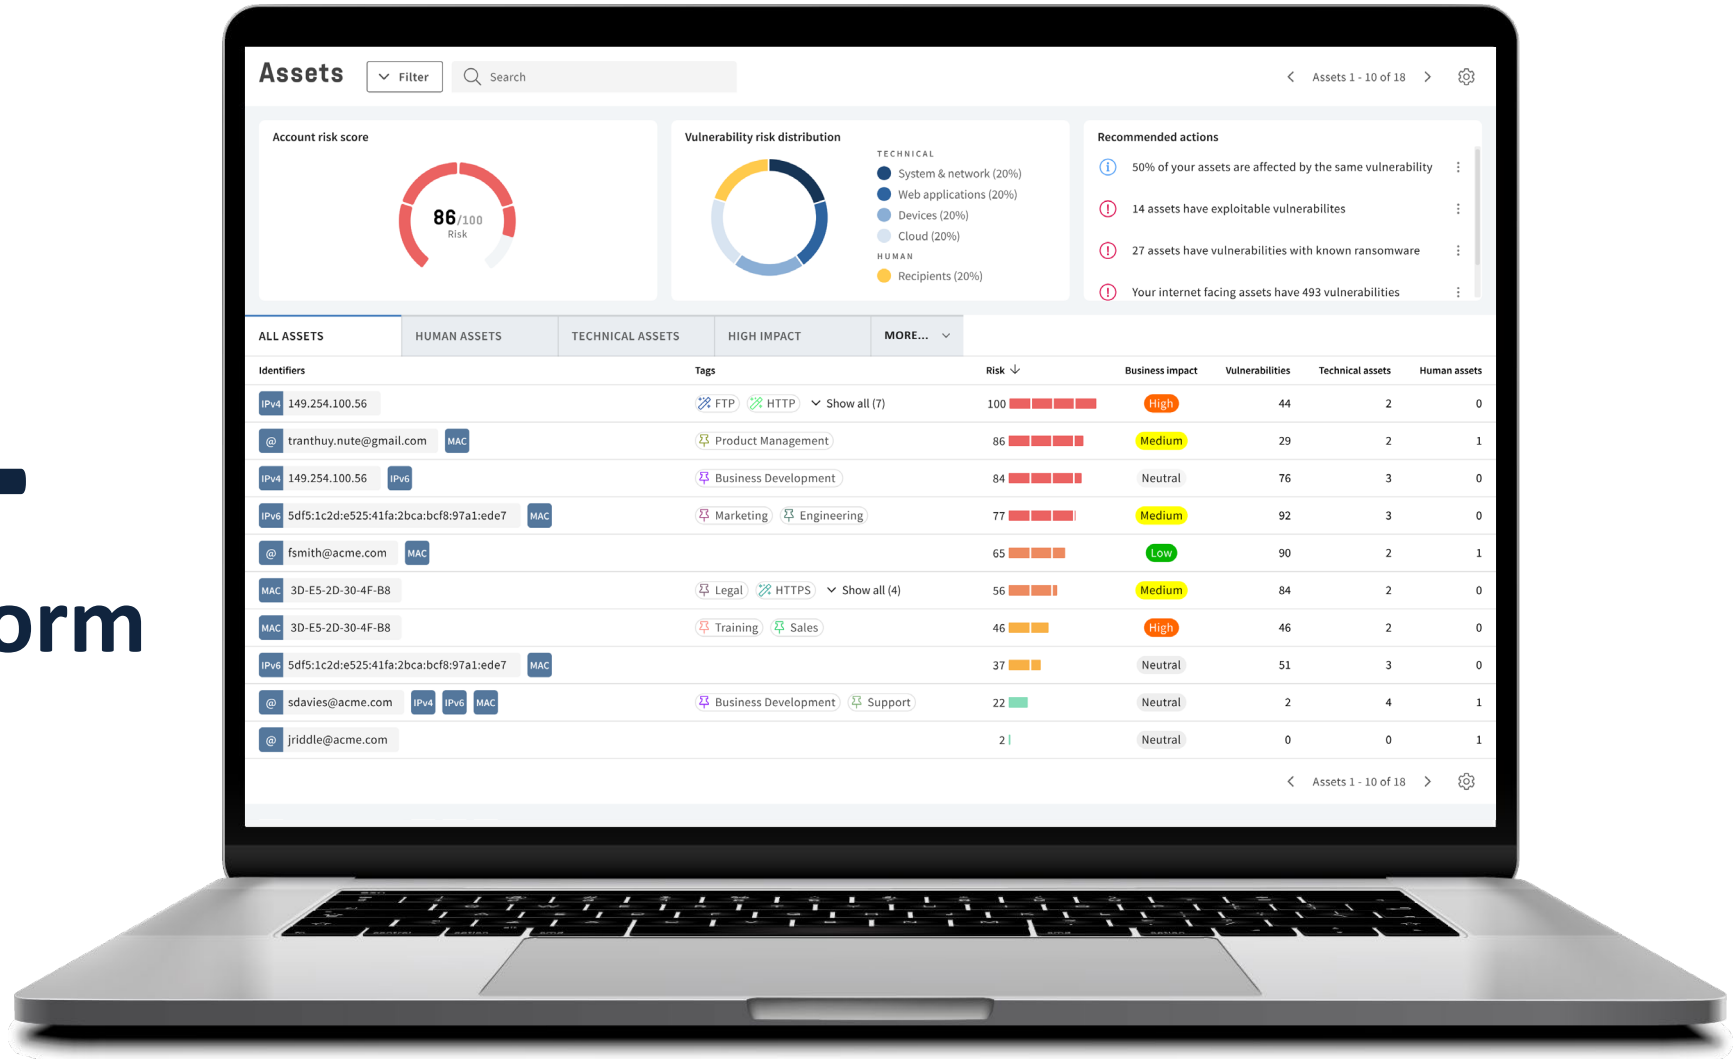 Assets
Filter
Search
Assets 1 - 10 of 18
Account risk score
86/100
Risk
Vulnerability risk distribution
TECHNICAL
System & network (20%)
Web applications (20%)
Devices (20%)
Cloud (20%)
HUMAN
Recipients (20%)
Recommended actions
50% of your assets are affected by the same vulnerability
14 assets have exploitable vulnerabilites
27 assets have vulnerabilities with known ransomware
Your internet facing assets have 493 vulnerabilities
ALL ASSETS HUMAN ASSETS TECHNICAL ASSETS HIGH IMPACT MORE...
Identifiers Tags Risk Business impact Vulnerabilities Technical assets Human assets
IPv4 149.254.100.56 FTP HTTP Show all (7) 100 High 44 2 0
@ tranthuy.nute@gmail.com MAC Product Management 86 Medium 29 2 1
IPv4 149.254.100.56 IPv6 Business Development 84 Neutral 76 3 0
IPv6 5df5:1c2d:e525:41fa:2bca:bcf8:97a1:ede7 MAC Marketing Engineering 77 Medium 92 3 0
@ fsmith@acme.com MAC 65 Low 90 2 1
MAC 3D-E5-2D-30-4F-B8 Legal HTTPS Show all (4) 56 Medium 84 2 0
MAC 3D-E5-2D-30-4F-B8 Training Sales 46 High 46 2 0
IPv6 5df5:1c2d:e525:41fa:2bca:bcf8:97a1:ede7 MAC 37 Neutral 51 3 0
@ sdavies@acme.com IPv4 IPv6 MAC Business Development Support 22 Neutral 2 4 1
@ jriddle@acme.com 2 Neutral 0 0 1
Assets 1 - 10 of 18
orm